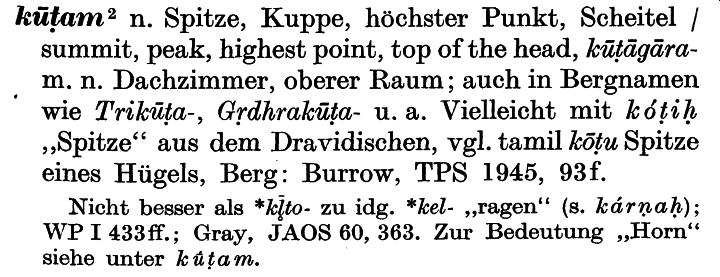 kūṭam² n. Spitze, Kuppe, höchster Punkt, Scheitel /
summit, peak, highest point, top of the head, kūṭāgāra-
m. n. Dachzimmer, oberer Raum; auch in Bergnamen
wie Trikūṭa-, Gṛdhrakūṭa- u. a. Vielleicht mit kóṭiḥ
„Spitze“ aus dem Dravidischen, vgl. tamil kōṭu Spitze
eines Hügels, Berg: Burrow, TPS 1945, 93f.
Nicht besser als *kl̥̄to- zu idg. *kel- „ragen“ (s. kárṇaḥ);
WP I 433ff.; Gray, JAOS 60, 363. Zur Bedeutung „Horn“
siehe unter kúṭam.